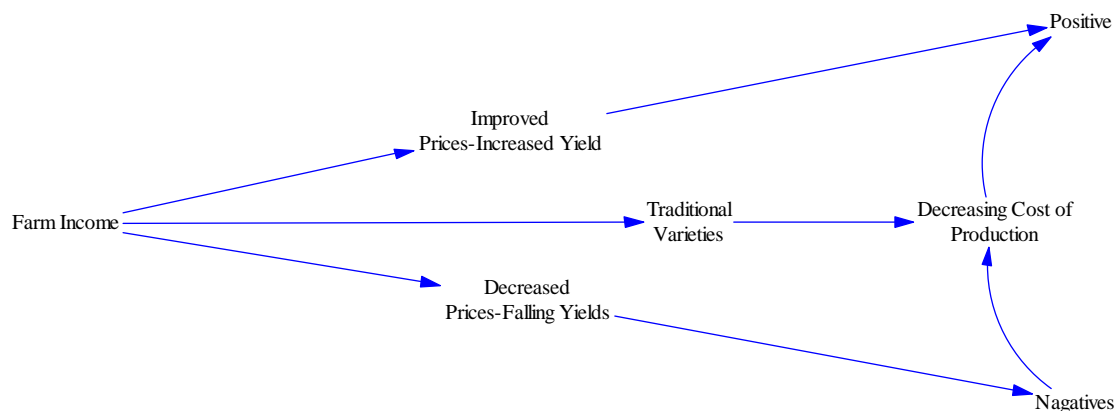 Positive
Improved
Prices-Increased Yield
Farm Income
Traditional
Varieties
Decreasing Cost of
Production
Decreased
Prices-Falling Yields
Nagatives